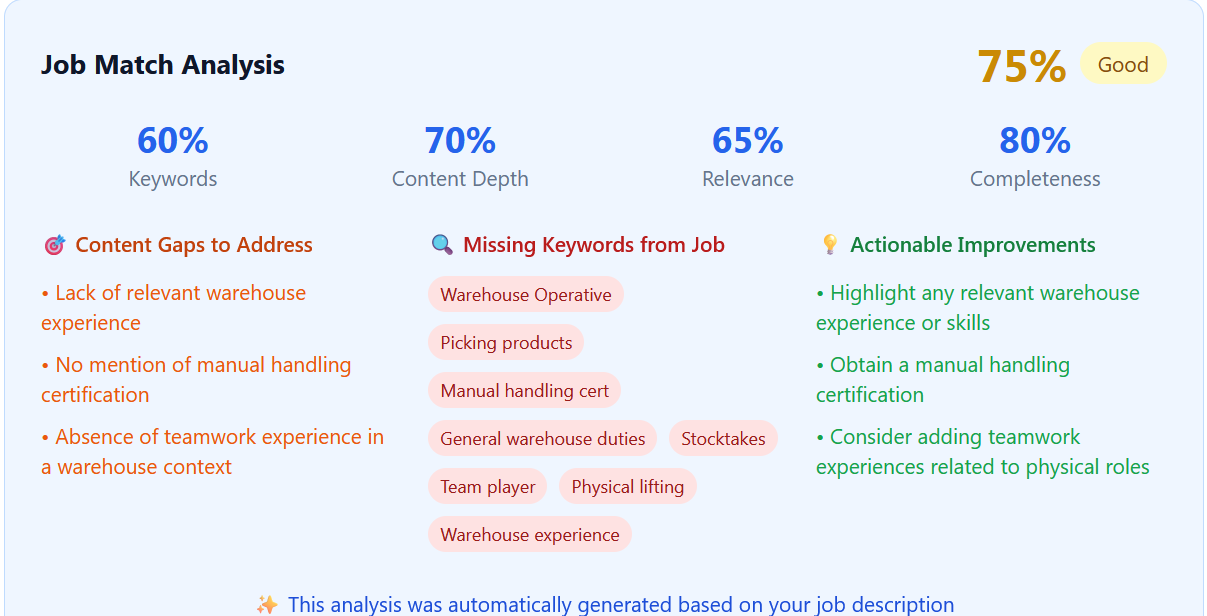 Job Match Analysis
75% Good
60% 70% 65% 80%
Keywords Content Depth Relevance Completeness
🎯 Content Gaps to Address
• Lack of relevant warehouse
experience
• No mention of manual handling
certification
• Absence of teamwork experience in
a warehouse context
🔍 Missing Keywords from Job
Warehouse Operative
Picking products
Manual handling cert
General warehouse duties Stocktakes
Team player Physical lifting
Warehouse experience
💡 Actionable Improvements
• Highlight any relevant warehouse
experience or skills
• Obtain a manual handling
certification
• Consider adding teamwork
experiences related to physical roles
✨ This analysis was automatically generated based on your job description